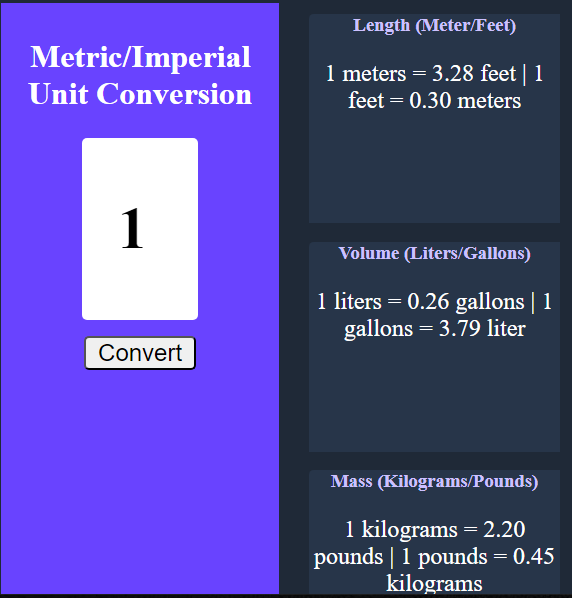 Metric/Imperial
Unit Conversion
1
Convert
Length (Meter/Feet)
1 meters = 3.28 feet | 1
feet = 0.30 meters
Volume (Liters/Gallons)
1 liters = 0.26 gallons | 1
gallons = 3.79 liter
Mass (Kilograms/Pounds)
1 kilograms = 2.20
pounds | 1 pounds = 0.45
kilograms